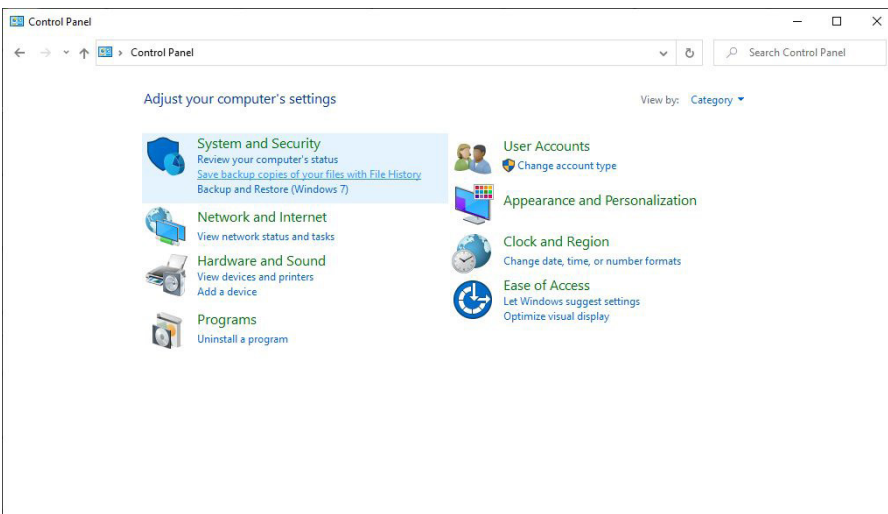 Control Panel
Control Panel
Search Control Panel
Adjust your computer's settings
View by: Category
System and Security
Review your computer's status
Save backup copies of your files with File History
Backup and Restore (Windows 7)
Network and Internet
View network status and tasks
Hardware and Sound
View devices and printers
Add a device
Programs
Uninstall a program
User Accounts
Change account type
Appearance and Personalization
Clock and Region
Change date, time, or number formats
Ease of Access
Let Windows suggest settings
Optimize visual display